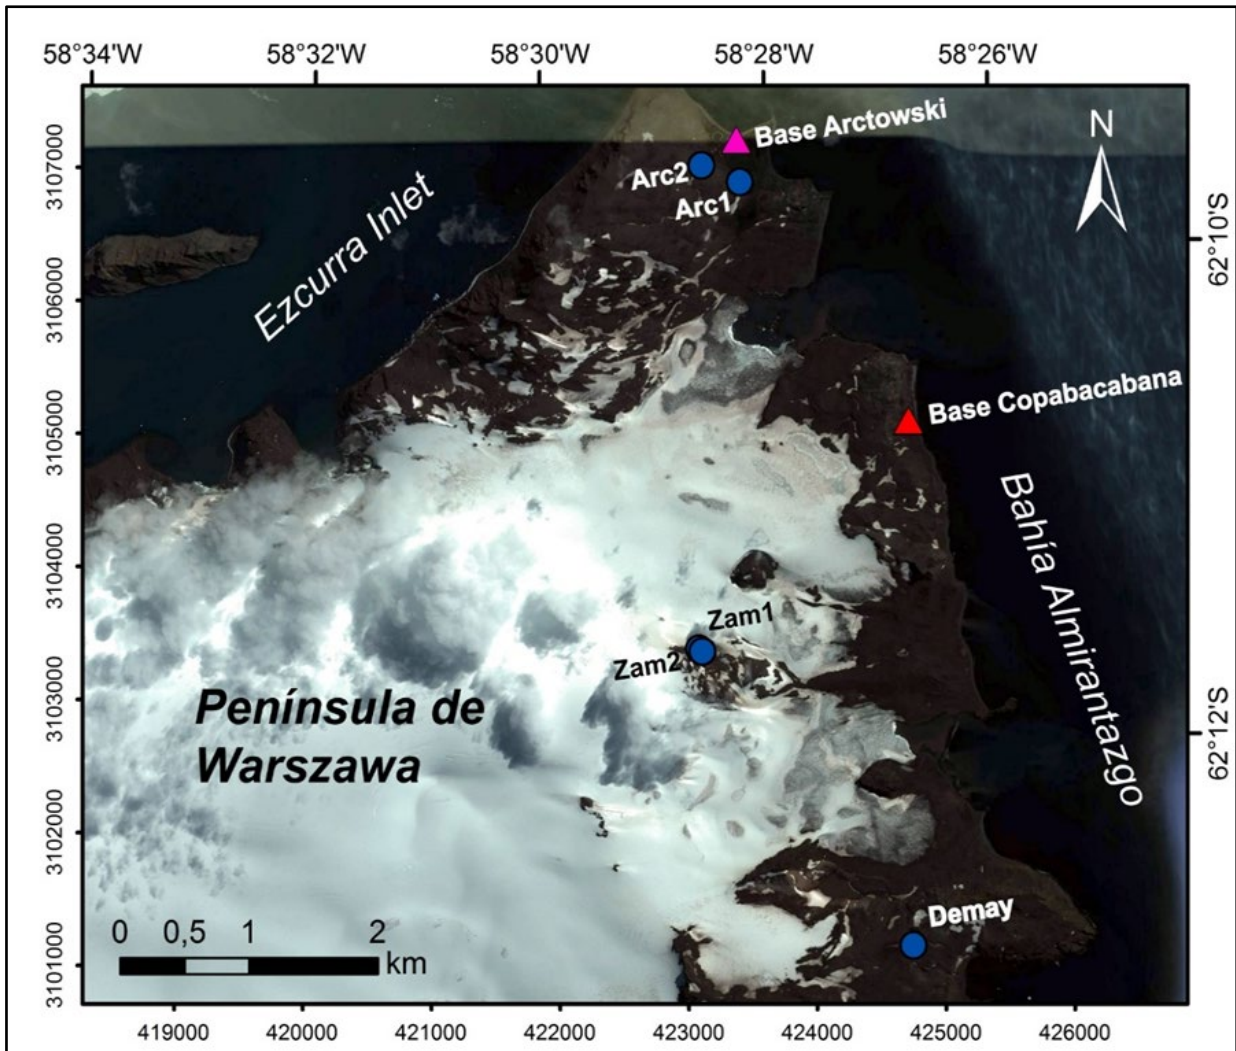 58°34'W
58°32'W
58°30'W
58°28'W
58°26'W
3107000
3106000
3105000
3104000
3103000
3102000
3101000
62°10'S
62°12'S
N
Base Arctowski
Arc2
Arc1
Ezcurra Inlet
Base Copabacabana
Bahía Almirantazgo
Zam1
Zam2
Península de
Warszawa
Demay
0 0,5 1 2
km
419000
420000
421000
422000
423000
424000
425000
426000